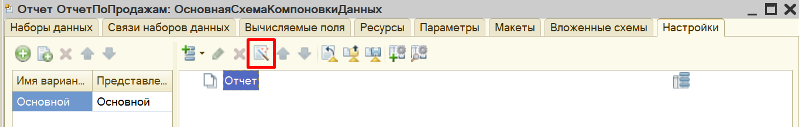 Отчет ОтчетПоПродажам: ОсновнаяСхемаКомпоновкиДанных
Наборы данных Связи наборов данных Вычисляемые поля Ресурсы Параметры Макеты Вложенные схемы Настройки
Имя вариан... Представле... Отчет
Основной Основной